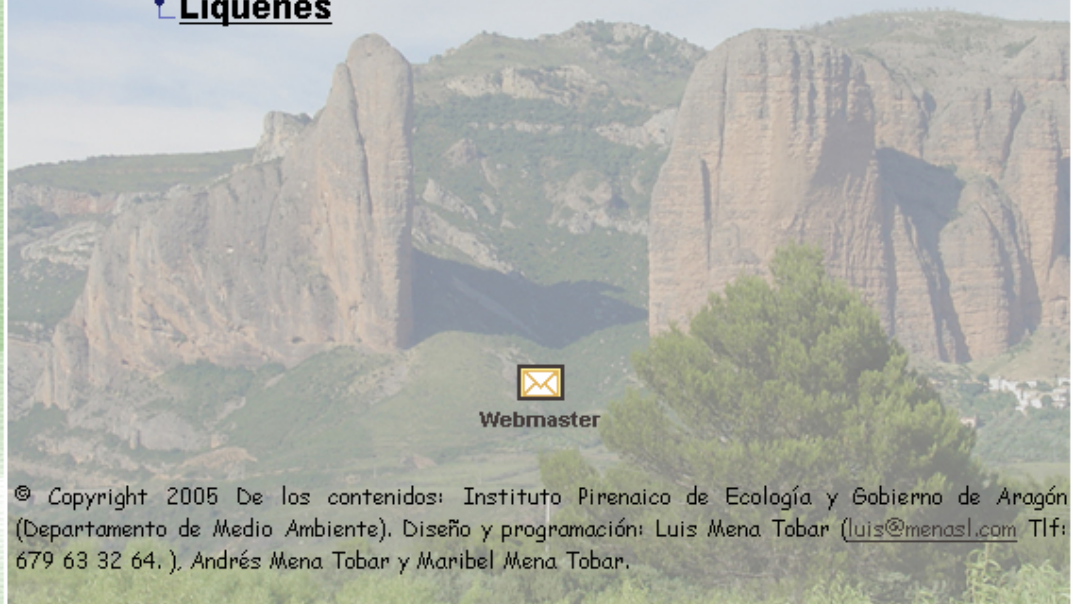 Líquenes
Webmaster
© Copyright 2005 De los contenidos: Instituto Pirenaico de Ecología y Gobierno de Aragón
(Departamento de Medio Ambiente). Diseño y programación: Luis Mena Tobar (luis@menasl.com Tlf:
679 63 32 64. ), Andrés Mena Tobar y Maribel Mena Tobar.